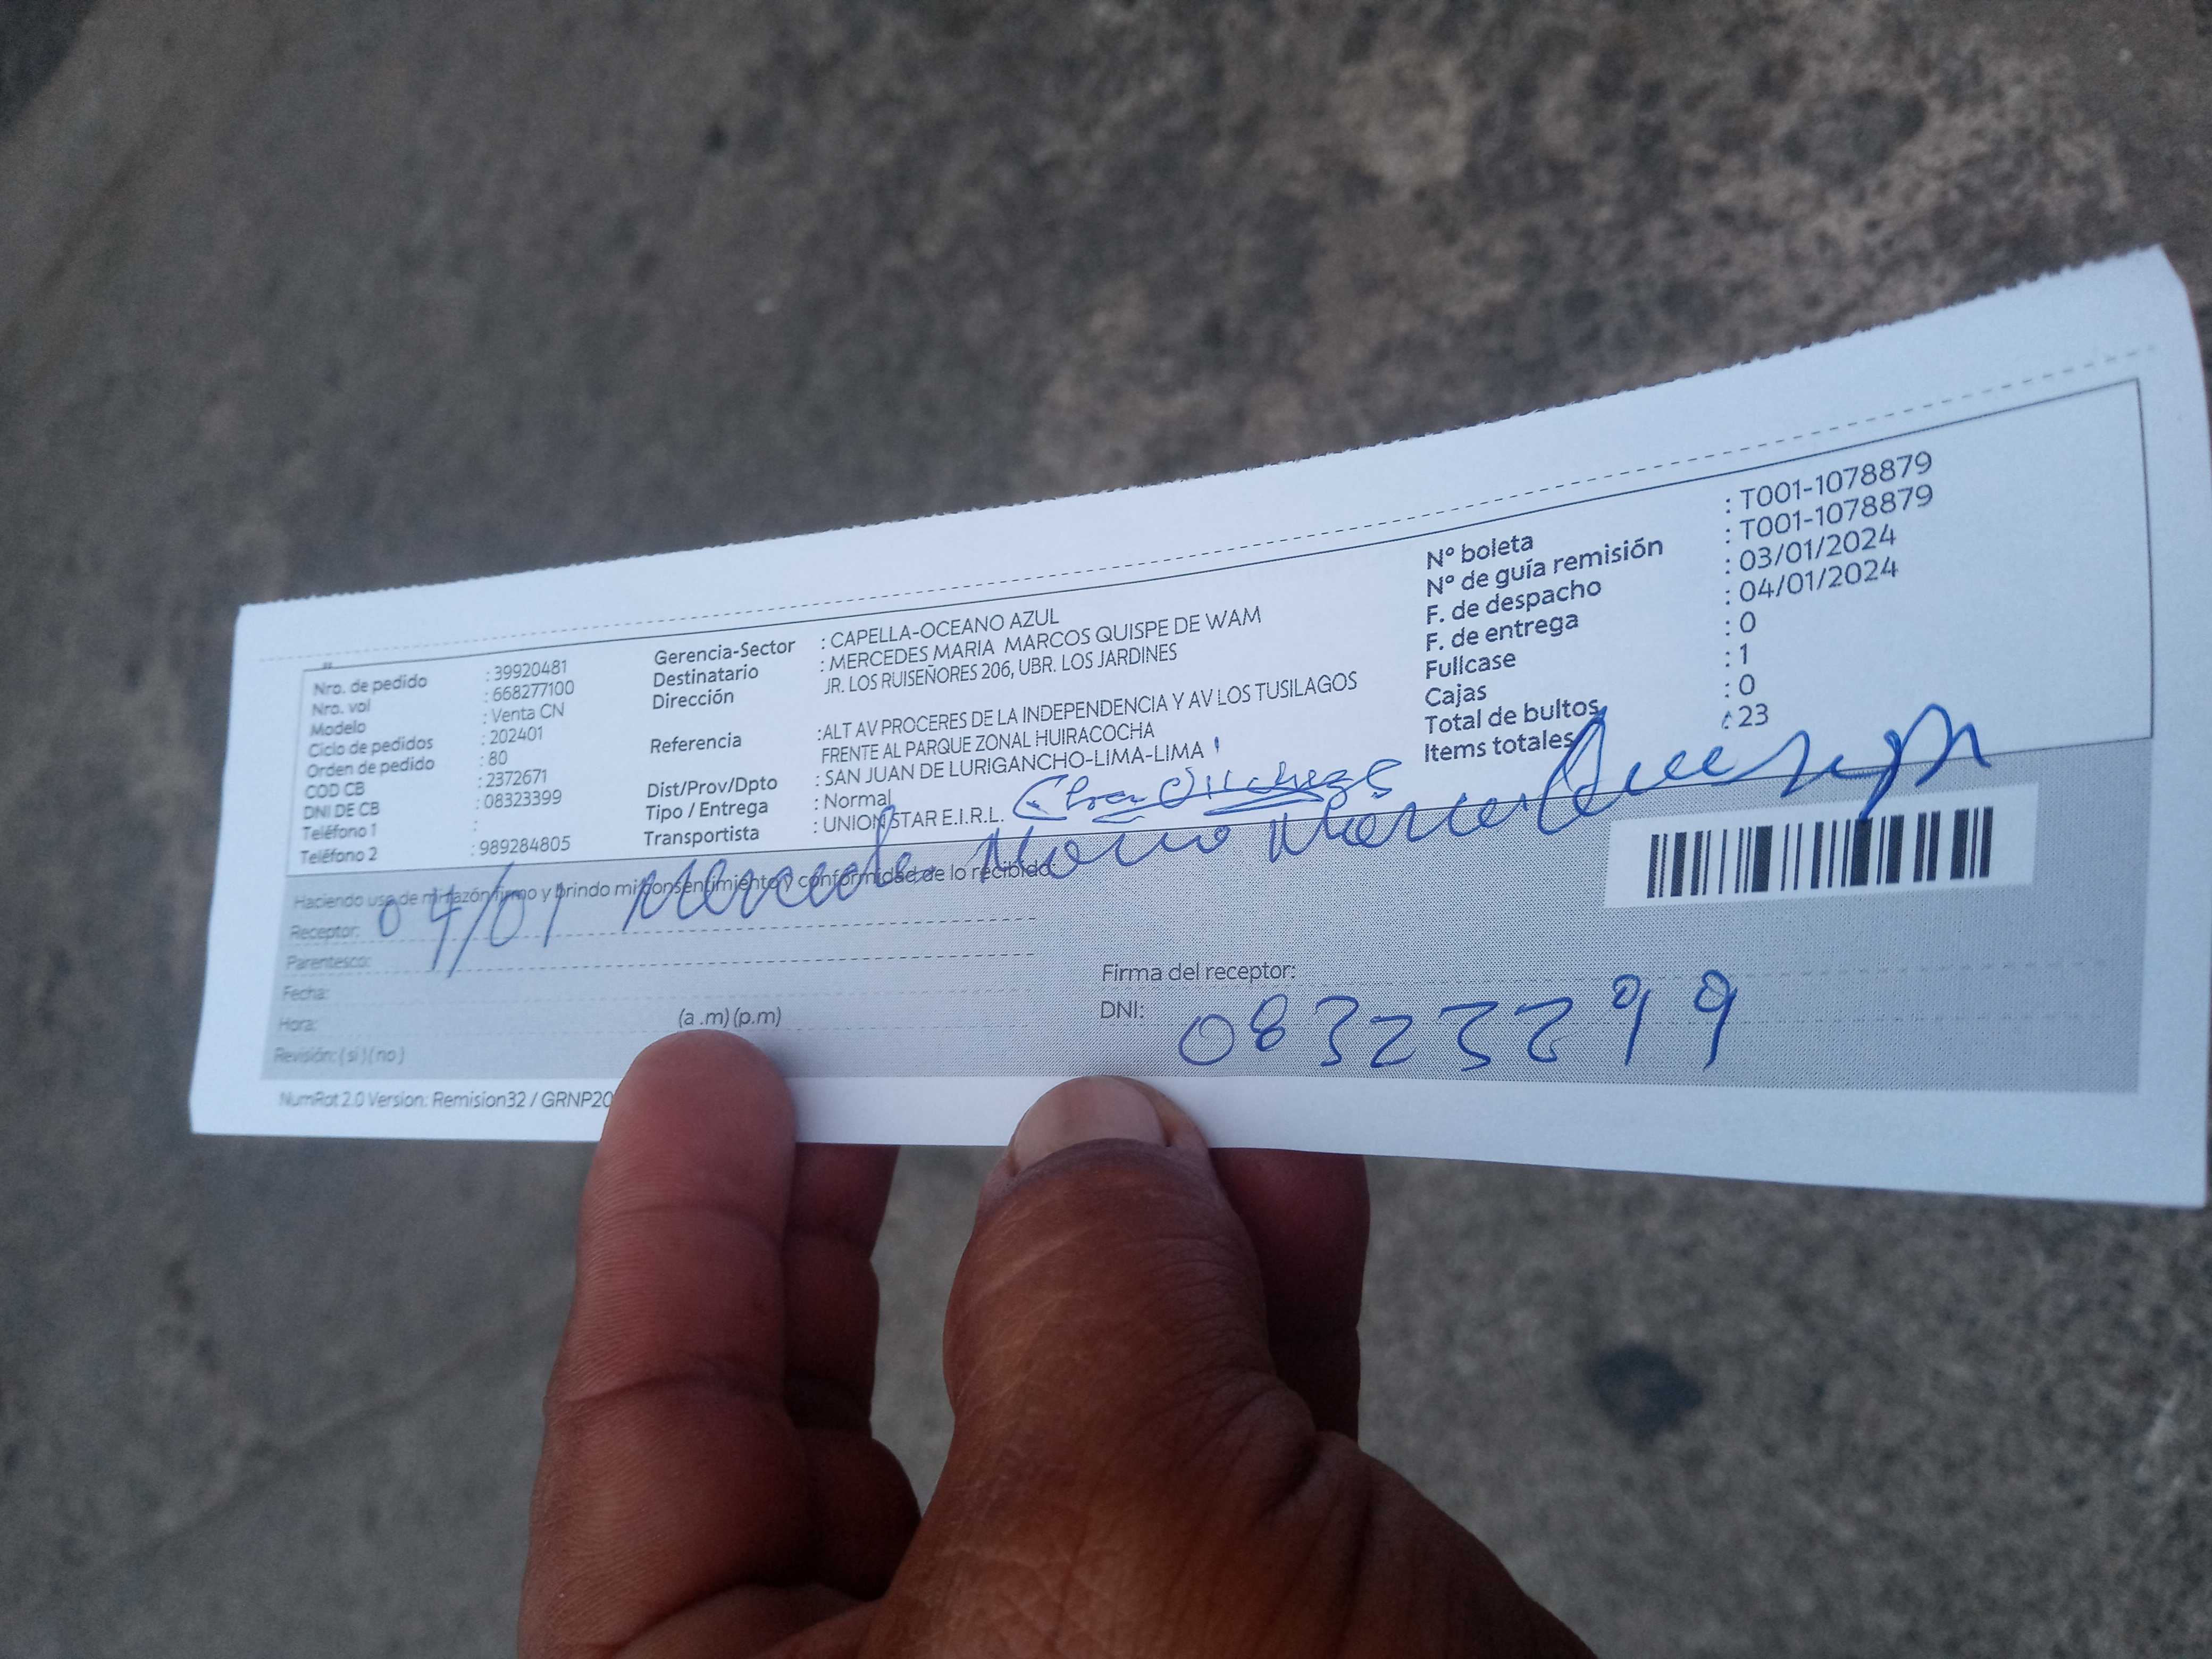 Nro. de pedido : 39920481
Nro. vol : 668277100
Modelo : Venta CN
Ciclo de pedidos : 202401
Orden de pedido : 80
COD CB : 2372671
DNI DE CB : 08323399
Teléfono 1 :
Teléfono 2 : 989284805
Gerencia-Sector : CAPELLA-OCEANO AZUL
Destinatario : MERCEDES MARIA MARCOS QUISPE DE WAM
Dirección JR. LOS RUISEÑORES 206, UBR. LOS JARDINES
Referencia :ALT AV PROCERES DE LA INDEPENDENCIA Y AV LOS TUSILAGOS
FRENTE AL PARQUE ZONAL HUIRACOCHA
Dist/Prov/Dpto : SAN JUAN DE LURIGANCHO-LIMA-LIMA
Tipo / Entrega : Normal
Transportista : UNION STAR E.I.R.L.
N° boleta : T001-1078879
N° de guía remisión : T001-1078879
F. de despacho : 03/01/2024
F. de entrega : 04/01/2024
Fullcase : 0
Cajas : 1
Total de bultos : 0
Items totales : 23
Haciendo uso de mi razón firmo y brindo mi consentimiento y conformidad de lo recibido:
04/01 Mercedes Maria Marcos
Receptor:
Parentesco:
Fecha:
Hora: (a .m) (p.m)
Revisión: ( si ) ( no )
Firma del receptor:
DNI: 08323399
NumRot 2.0 Version: Remision32 / GRNP20